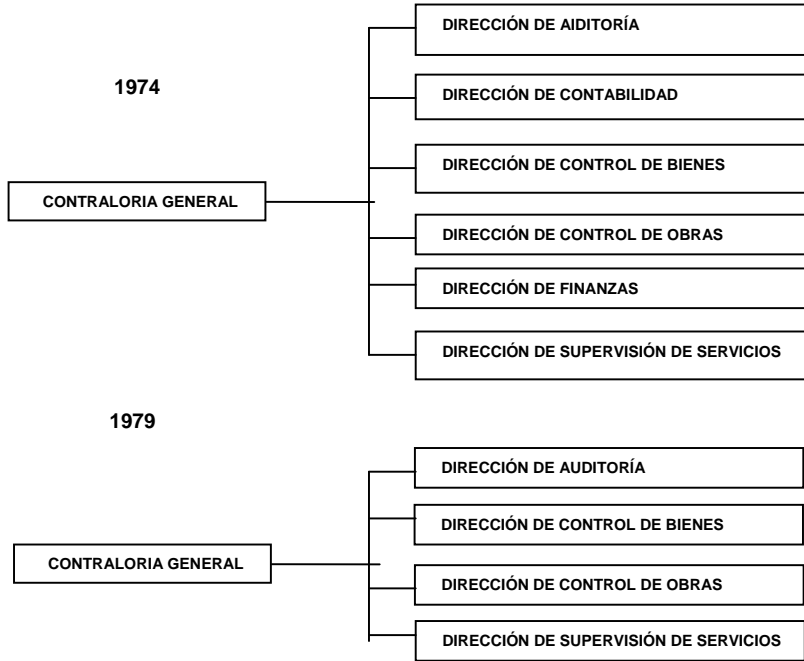 1974
CONTRALORIA GENERAL
DIRECCIÓN DE AIDITORÍA
DIRECCIÓN DE CONTABILIDAD
DIRECCIÓN DE CONTROL DE BIENES
DIRECCIÓN DE CONTROL DE OBRAS
DIRECCIÓN DE FINANZAS
DIRECCIÓN DE SUPERVISIÓN DE SERVICIOS
1979
CONTRALORIA GENERAL
DIRECCIÓN DE AUDITORÍA
DIRECCIÓN DE CONTROL DE BIENES
DIRECCIÓN DE CONTROL DE OBRAS
DIRECCIÓN DE SUPERVISIÓN DE SERVICIOS